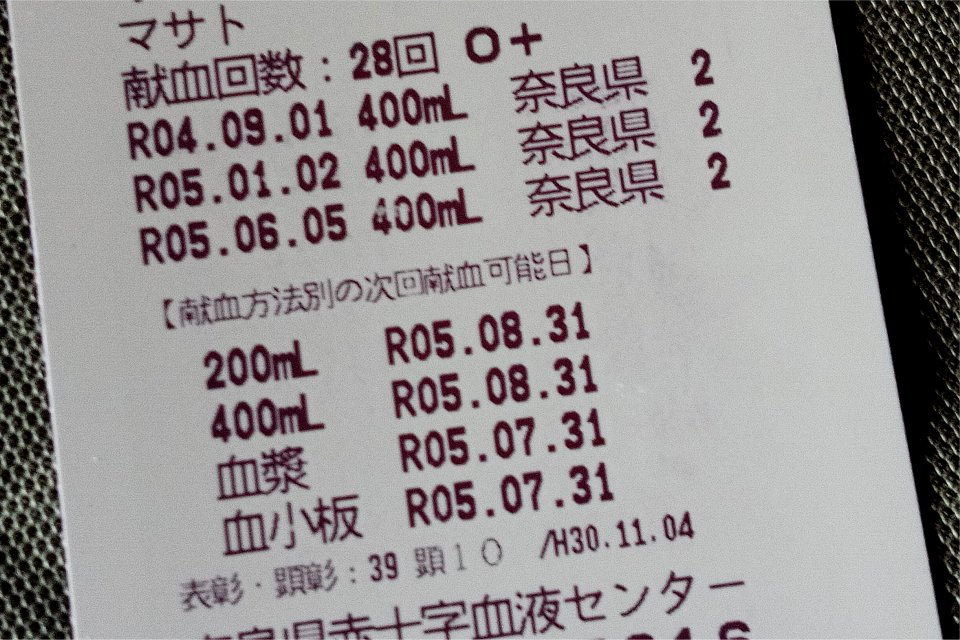 マサト
献血回数：28回 O+
R04.09.01 400mL 奈良県 2
R05.01.02 400mL 奈良県 2
R05.06.05 400mL 奈良県 2
【献血方法別の次回献血可能日】
200mL R05.08.31
400mL R05.08.31
血漿 R05.07.31
血小板 R05.07.31
表彰・顕彰：39 顕10 /H30.11.04
奈良県赤十字血液センター